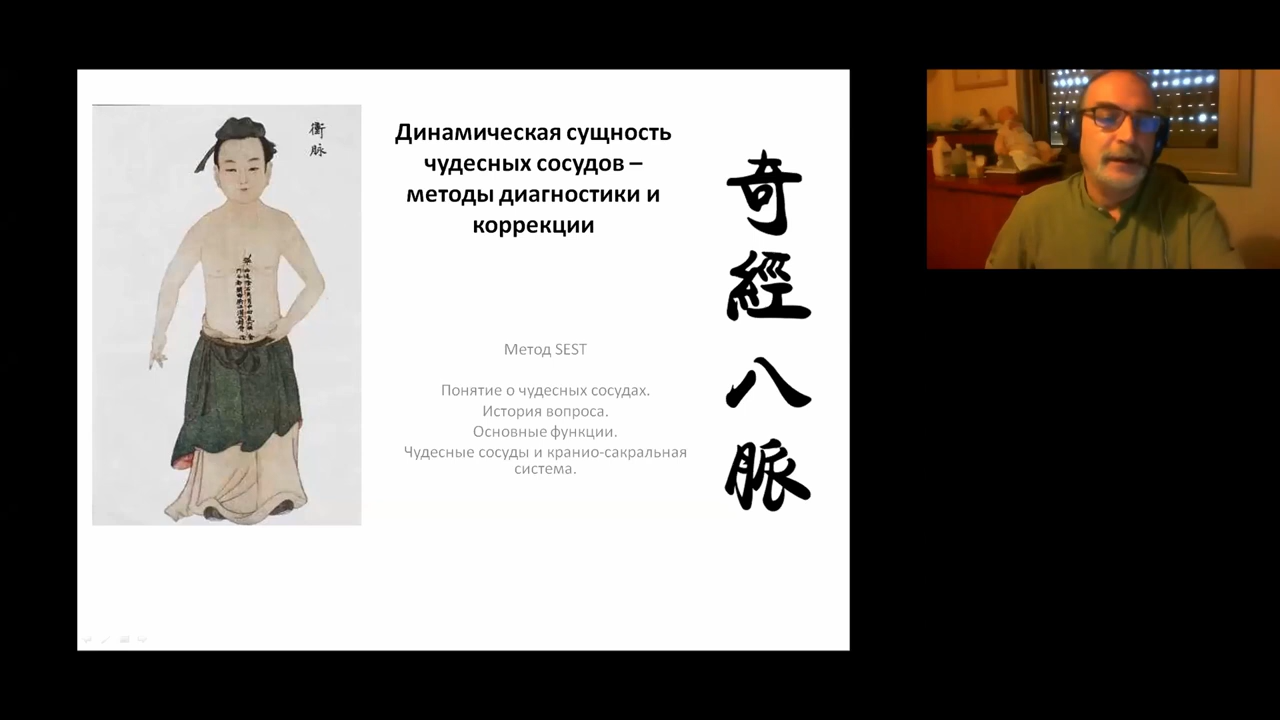 衝
脉
Динамическая сущность
чудесных сосудов –
методы диагностики и
коррекции
Метод SEST
Понятие о чудесных сосудах.
История вопроса.
Основные функции.
Чудесные сосуды и кранио-сакральная
система.
奇
經
八
脈